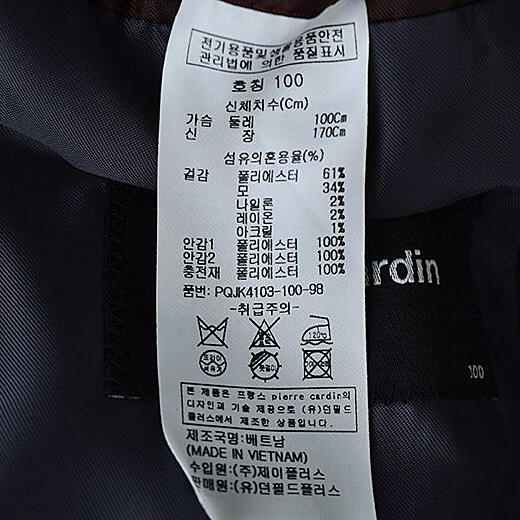 전기용품및생활용품안전
관리법에 의한 품질표시
호칭 100
신체치수(Cm)
가슴 둘레 100Cm
신 장 170Cm
섬유의혼용율(%)
겉감 폴리에스터 61%
모 34%
나일론 2%
레이온 2%
아크릴 1%
안감1 폴리에스터 100%
안감2 폴리에스터 100%
충전재 폴리에스터 100%
품번: PQJK4103-100-98
-취급주의-
120℃
드라이
석유계
본 제품은 프랑스 pierre cardin의
디자인과 기술 제공으로 (유)던필드
플러스에서 제조한 상품입니다.
제조국명:베트남
(MADE IN VIETNAM)
수입원: (주)제이플러스
판매원: (유)던필드플러스
rdin
100